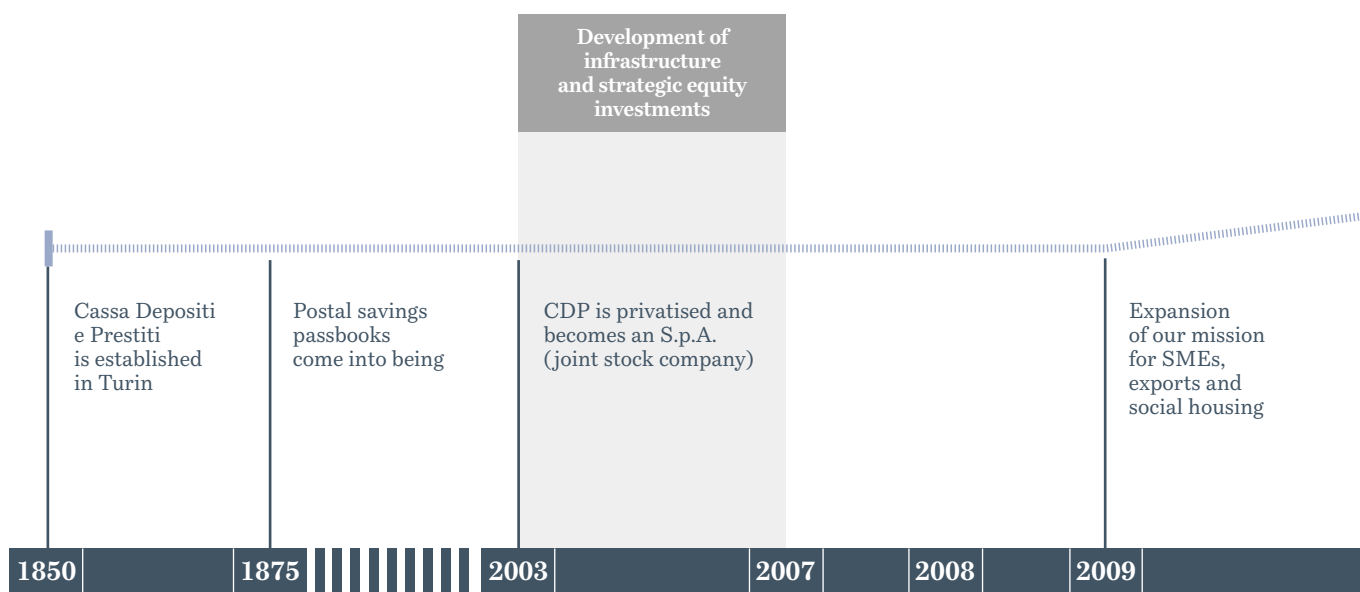 Development of
infrastructure
and strategic equity
investments
Cassa Depositi
e Prestiti
is established
in Turin
Postal savings
passbooks
come into being
CDP is privatised and
becomes an S.p.A.
(joint stock company)
Expansion
of our mission
for SMEs,
exports and
social housing
1850
1875
2003
2007
2008
2009